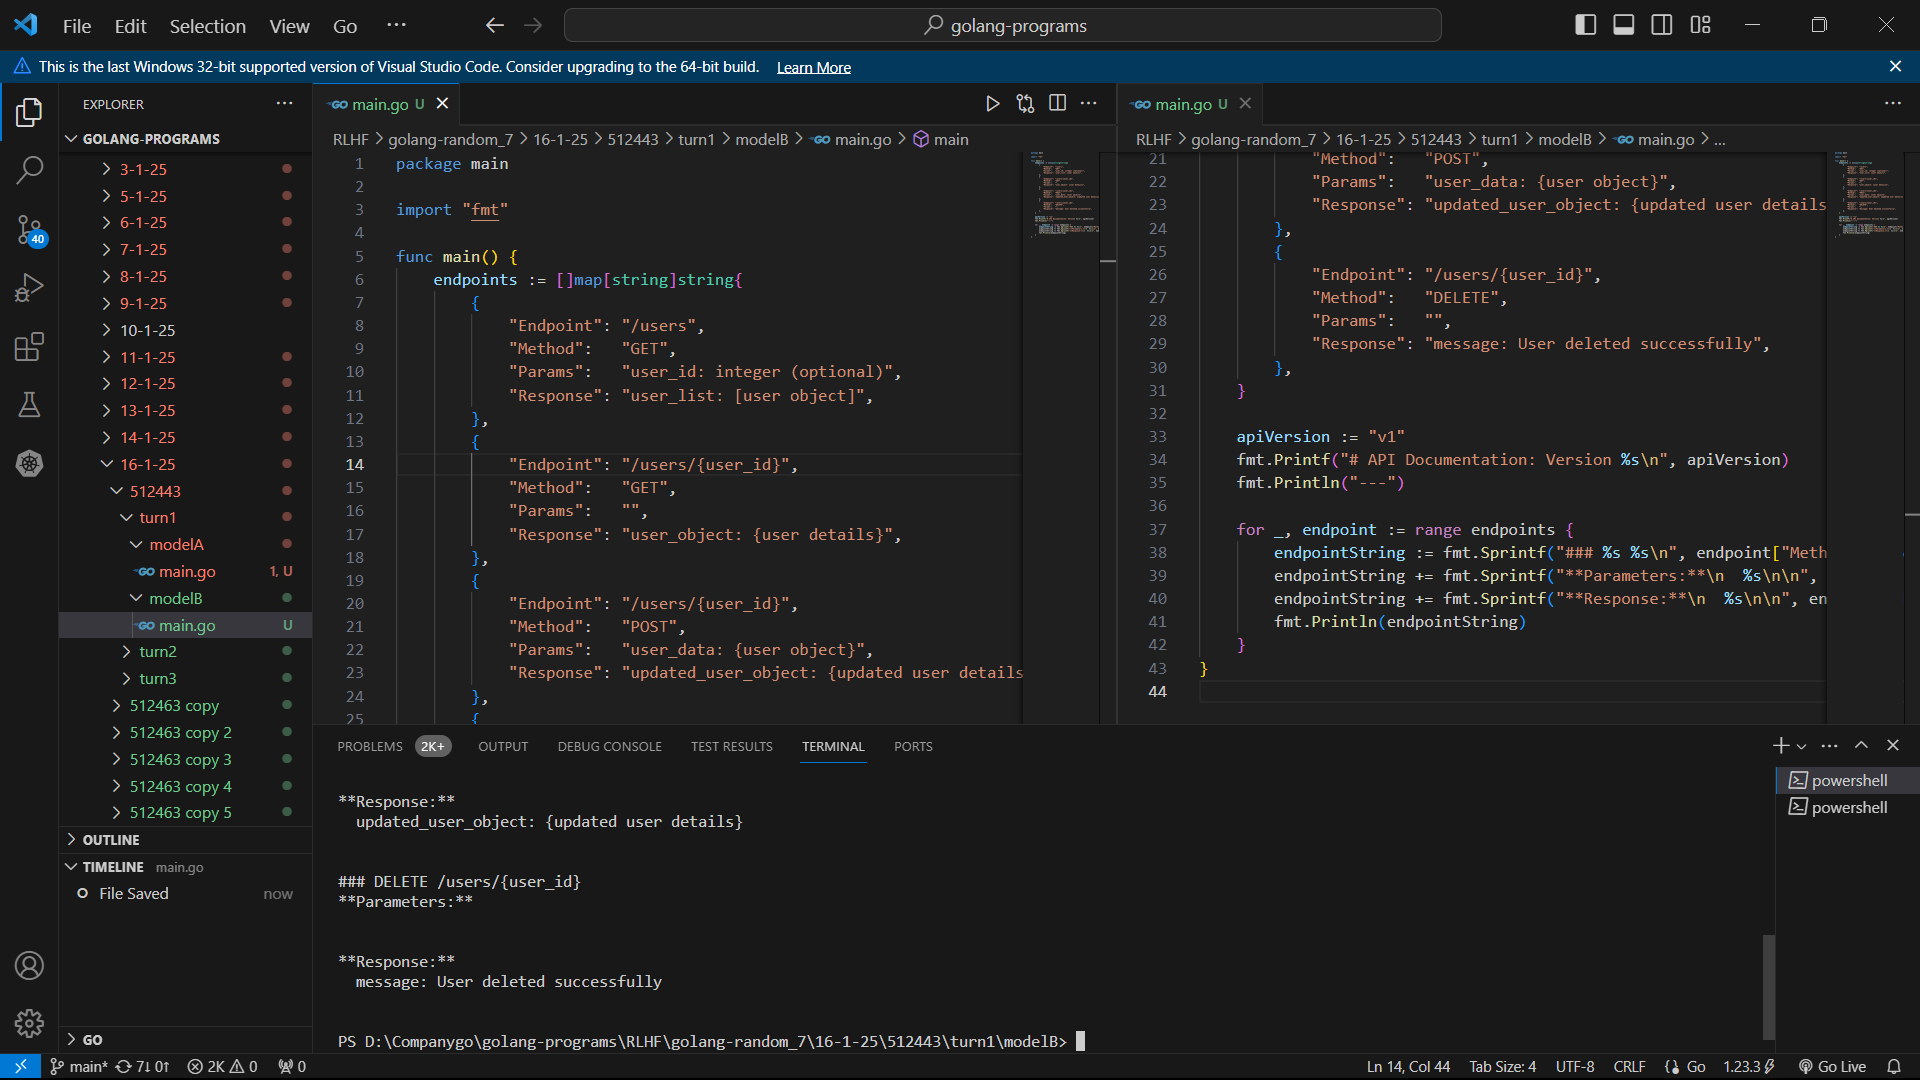 File Edit Selection View Go ··· golang-programs
This is the last Windows 32-bit supported version of Visual Studio Code. Consider upgrading to the 64-bit build. Learn More
EXPLORER
GOLANG-PROGRAMS
3-1-25
5-1-25
6-1-25
7-1-25
8-1-25
9-1-25
10-1-25
11-1-25
12-1-25
13-1-25
14-1-25
16-1-25
512443
turn1
modelA
main.go 1, U
modelB
main.go U
turn2
turn3
512463 copy
512463 copy 2
512463 copy 3
512463 copy 4
512463 copy 5
OUTLINE
TIMELINE main.go
File Saved now
GO
40
main.go U
RLHF > golang-random_7 > 16-1-25 > 512443 > turn1 > modelB > main.go > main
1 package main
2
3 import "fmt"
4
5 func main() {
6 endpoints := []map[string]string{
7 {
8 "Endpoint": "/users",
9 "Method": "GET",
10 "Params": "user_id: integer (optional)",
11 "Response": "user_list: [user object]",
12 },
13 {
14 "Endpoint": "/users/{user_id}",
15 "Method": "GET",
16 "Params": "",
17 "Response": "user_object: {user details}",
18 },
19 {
20 "Endpoint": "/users/{user_id}",
21 "Method": "POST",
22 "Params": "user_data: {user object}",
23 "Response": "updated_user_object: {updated user details
24 },
25 {
main.go U
RLHF > golang-random_7 > 16-1-25 > 512443 > turn1 > modelB > main.go > ...
21 "Method": "POST",
22 "Params": "user_data: {user object}",
23 "Response": "updated_user_object: {updated user details
24 },
25 {
26 "Endpoint": "/users/{user_id}",
27 "Method": "DELETE",
28 "Params": "",
29 "Response": "message: User deleted successfully",
30 },
31 }
32
33 apiVersion := "v1"
34 fmt.Printf("# API Documentation: Version %s\n", apiVersion)
35 fmt.Println("---")
36
37 for _, endpoint := range endpoints {
38 endpointString := fmt.Sprintf("### %s %s\n", endpoint["Meth
39 endpointString += fmt.Sprintf("**Parameters:**\n  %s\n\n",
40 endpointString += fmt.Sprintf("**Response:**\n  %s\n\n", en
41 fmt.Println(endpointString)
42 }
43 }
44
PROBLEMS 2K+ OUTPUT DEBUG CONSOLE TEST RESULTS TERMINAL PORTS
**Response:**
updated_user_object: {updated user details}
### DELETE /users/{user_id}
**Parameters:**
**Response:**
message: User deleted successfully
PS D:\Companygo\golang-programs\RLHF\golang-random_7\16-1-25\512443\turn1\modelB>
powershell
powershell
main* 7↓ 0↑ 2K 0 0 Ln 14, Col 44 Tab Size: 4 UTF-8 CRLF Go 1.23.3 Go Live